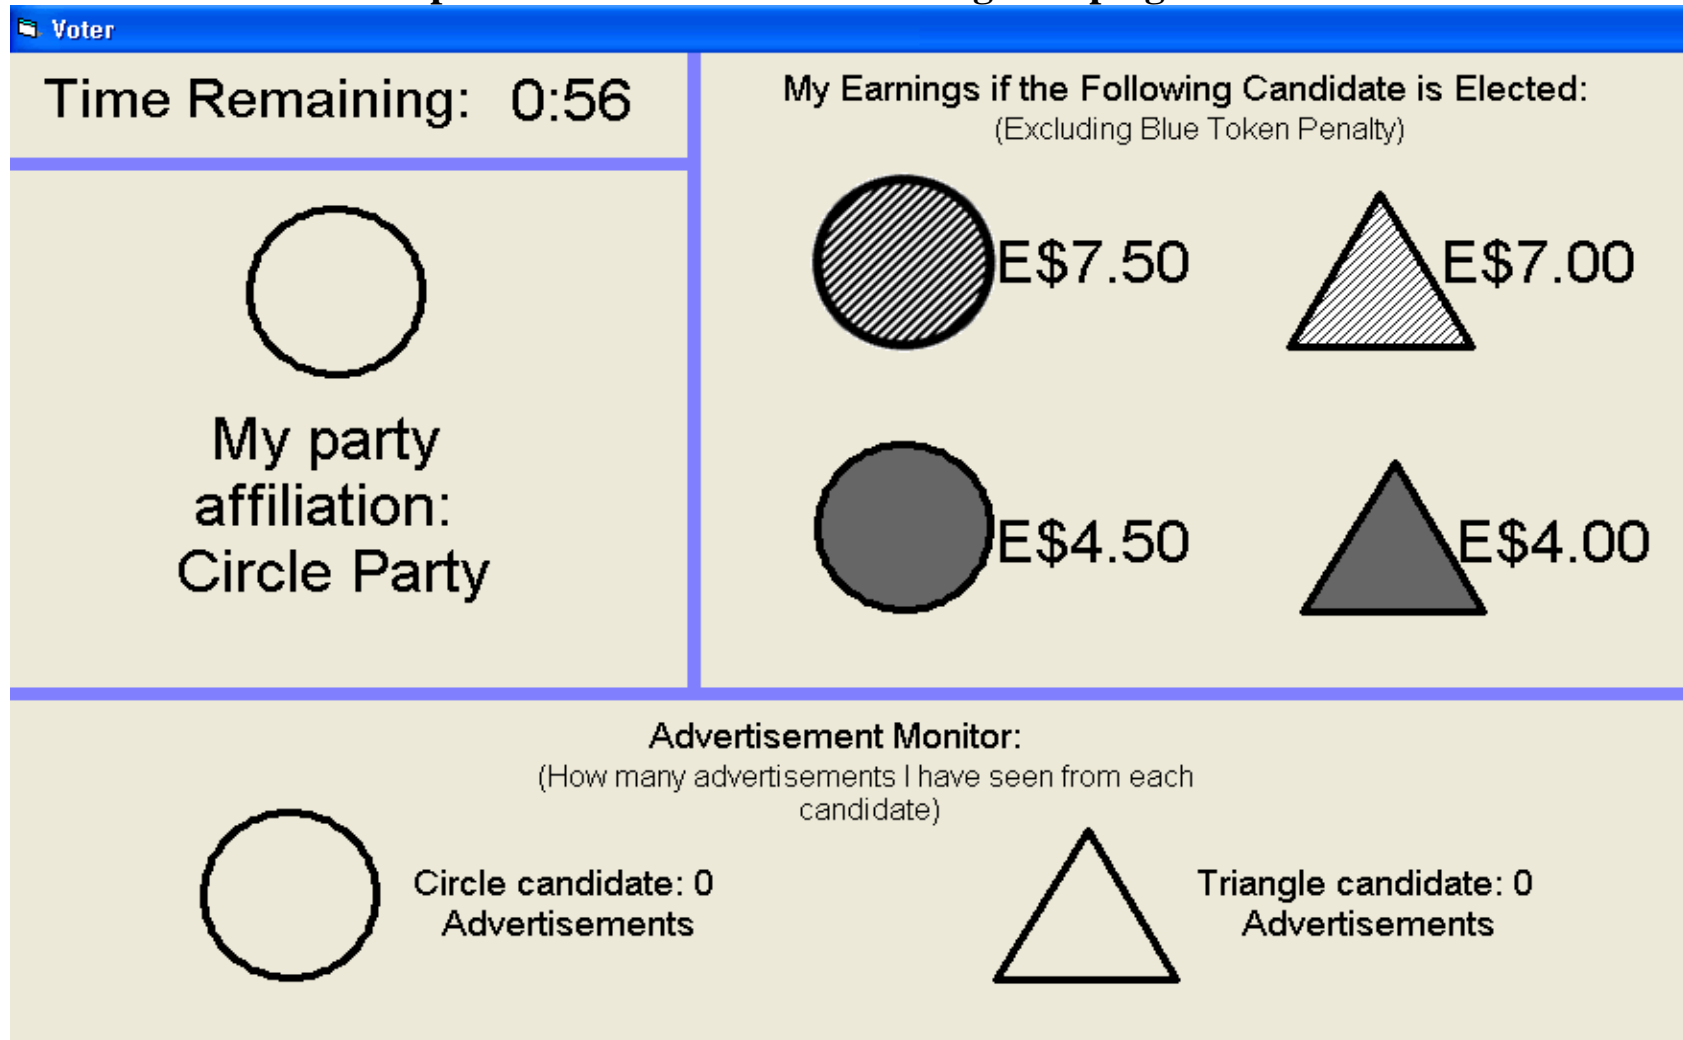 Voter
Time Remaining: 0:56
My Earnings if the Following Candidate is Elected:
(Excluding Blue Token Penalty)
E$7.50
E$7.00
My party
affiliation:
Circle Party
E$4.50
E$4.00
Advertisement Monitor:
(How many advertisements I have seen from each
candidate)
Circle candidate: 0
Advertisements
Triangle candidate: 0
Advertisements